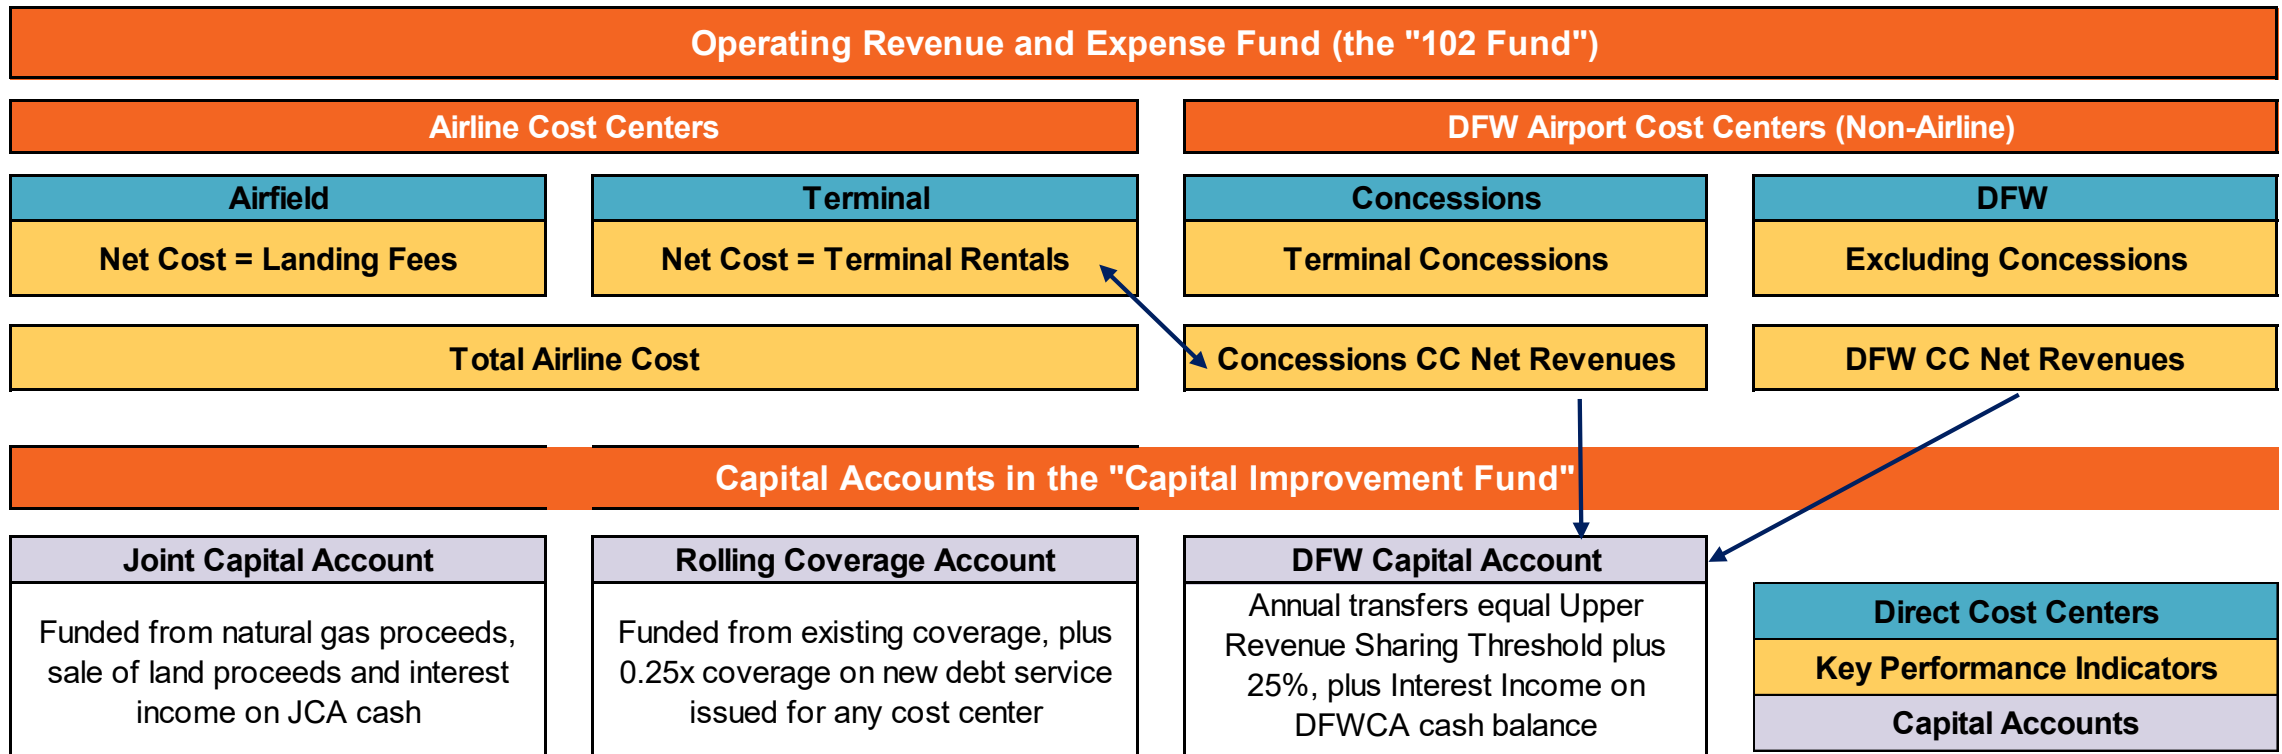 Operating Revenue and Expense Fund (the "102 Fund")
Airline Cost Centers
DFW Airport Cost Centers (Non-Airline)
Airfield
Net Cost = Landing Fees
Terminal
Net Cost = Terminal Rentals
Concessions
Terminal Concessions
DFW
Excluding Concessions
Total Airline Cost
Concessions CC Net Revenues
DFW CC Net Revenues
Capital Accounts in the "Capital Improvement Fund"
Joint Capital Account
Funded from natural gas proceeds,
sale of land proceeds and interest
income on JCA cash
Rolling Coverage Account
Funded from existing coverage, plus
0.25x coverage on new debt service
issued for any cost center
DFW Capital Account
Annual transfers equal Upper
Revenue Sharing Threshold plus
25%, plus Interest Income on
DFWCA cash balance
Direct Cost Centers
Key Performance Indicators
Capital Accounts